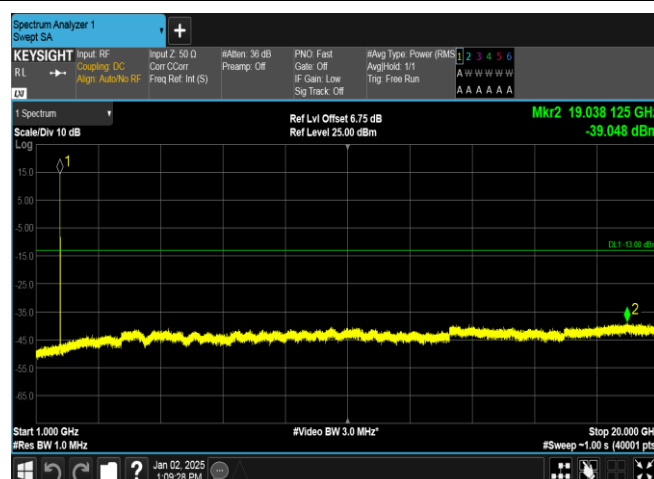 Spectrum Analyzer 1
Swept SA
+
KEYSIGHT
RL
LXI
Input: RF
Coupling: DC
Align: Auto/No RF
Input Z: 50 Ω
Corr CCorr
Freq Ref: Int (S)
#Atten: 36 dB
Preamp: Off
PNO: Fast
Gate: Off
IF Gain: Low
Sig Track: Off
#Avg Type: Power (RMS
Avg|Hold: 1/1
Trig: Free Run
1 2 3 4 5 6
A W W W W W
A A A A A A
1 Spectrum
Scale/Div 10 dB
Log
Ref Lvl Offset 6.75 dB
Ref Level 25.00 dBm
Mkr2 19.038 125 GHz
-39.048 dBm
1
15.0
5.00
-5.00
DL1 -13.00 dBm
-15.0
-25.0
-35.0
2
-45.0
-55.0
-65.0
Start 1.000 GHz
#Res BW 1.0 MHz
#Video BW 3.0 MHz*
Stop 20.000 GHz
#Sweep ~1.00 s (40001 pts
?
Jan 02, 2025
1:09:28 PM